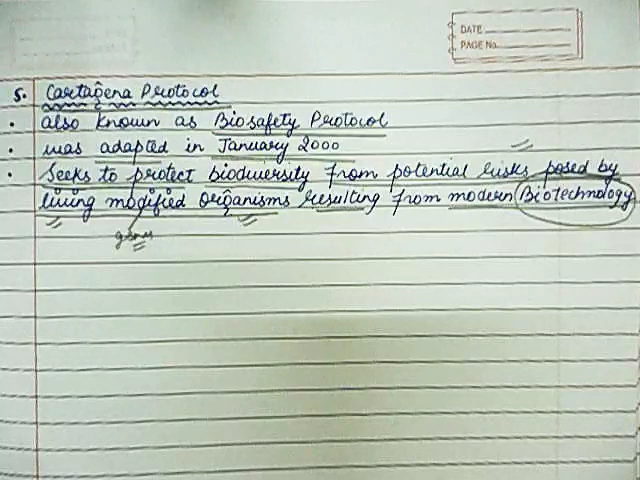 DATE
PAGE No.
5. Cartagena Protocol
• also known as Biosafety Protocol
• was adapted in January 2000
• Seeks to protect biodiversity from potential risks posed by
living modified organisms resulting from modern Biotechnology